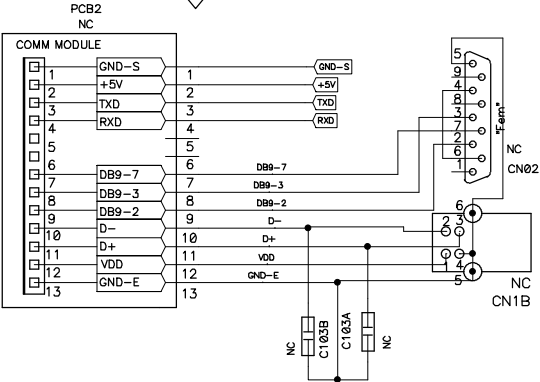 PCB2
NC
COMM MODULE
1 GND-S 1 GND-S
2 +5V 2 +5V
3 TXD 3 TXD
4 RXD 4 RXD
5 5
6 6
7 DB9-7 7 DB9-7
8 DB9-3 8 DB9-3
9 DB9-2 9 DB9-2
10 D- 10 D-
11 D+ 11 D+
12 VDD 12 VDD
13 GND-E 13 GND-E
5
9
4
8
3
7
2
6
1
"Fem"
NC
CN02
6
2 3
1 4
5
NC
CN1B
NC
C103B
C103A
NC